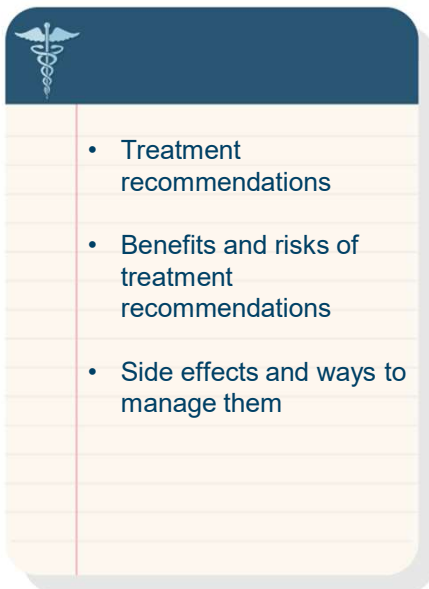 • Treatment
recommendations
• Benefits and risks of
treatment
recommendations
• Side effects and ways to
manage them